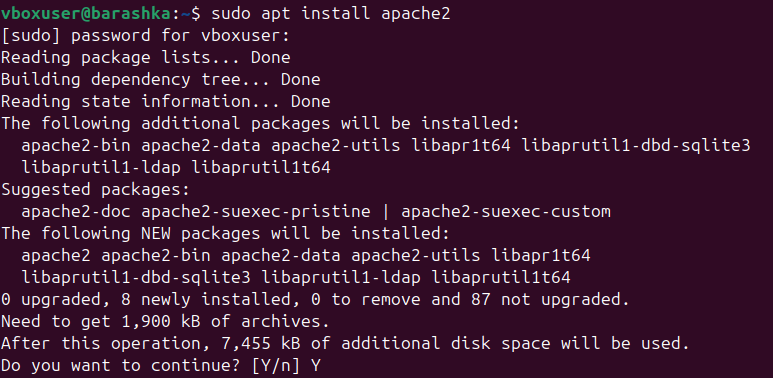 vboxuser@barashka:~$ sudo apt install apache2
[sudo] password for vboxuser:
Reading package lists... Done
Building dependency tree... Done
Reading state information... Done
The following additional packages will be installed:
  apache2-bin apache2-data apache2-utils libapr1t64 libaprutil1-dbd-sqlite3
  libaprutil1-ldap libaprutil1t64
Suggested packages:
  apache2-doc apache2-suexec-pristine | apache2-suexec-custom
The following NEW packages will be installed:
  apache2 apache2-bin apache2-data apache2-utils libapr1t64
  libaprutil1-dbd-sqlite3 libaprutil1-ldap libaprutil1t64
0 upgraded, 8 newly installed, 0 to remove and 87 not upgraded.
Need to get 1,900 kB of archives.
After this operation, 7,455 kB of additional disk space will be used.
Do you want to continue? [Y/n] Y